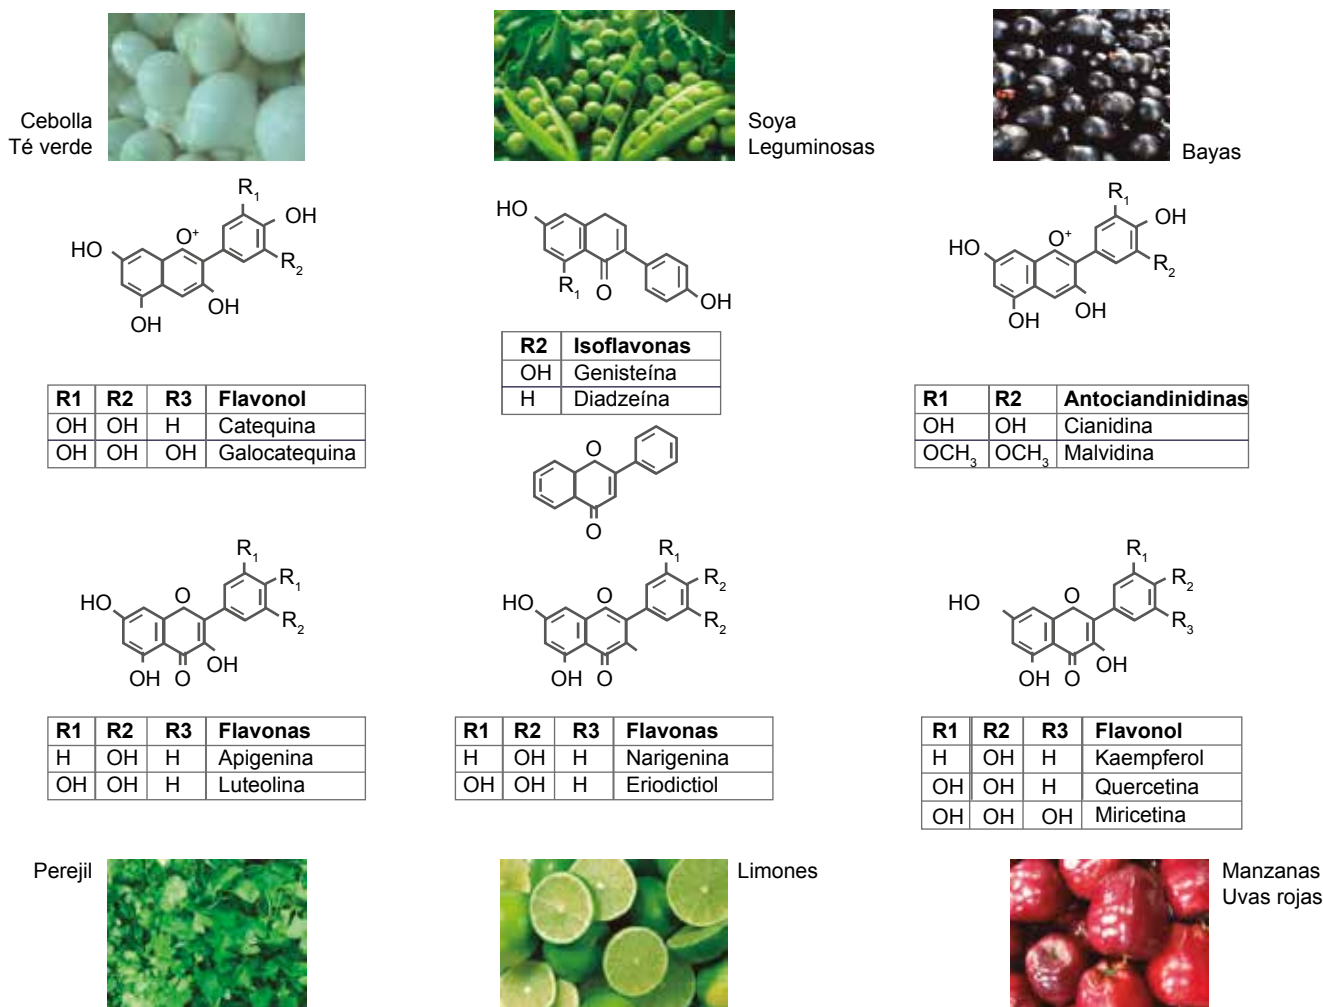 Cebolla
Té verde
Soya
Leguminosas
Bayas
R1
OH
HO
O+
R2
OH
OH
HO
R1
O
OH
R1
OH
HO
O+
R2
OH
OH
R2 Isoflavonas
OH Genisteína
H Diadzeína
R1 R2 R3 Flavonol
OH OH H Catequina
OH OH OH Galocatequina
R1 R2 Antociandinidinas
OH OH Cianidina
OCH3 OCH3 Malvidina
O
O
R1
R1
HO
O
R2
OH
OH
O
R1
R2
HO
O
R2
OH
O
R1
R2
HO
O
R3
OH
OH
O
R1 R2 R3 Flavonas
H OH H Apigenina
OH OH H Luteolina
R1 R2 R3 Flavonas
H OH H Narigenina
OH OH H Eriodictiol
R1 R2 R3 Flavonol
H OH H Kaempferol
OH OH H Quercetina
OH OH OH Miricetina
Perejil
Limones
Manzanas
Uvas rojas